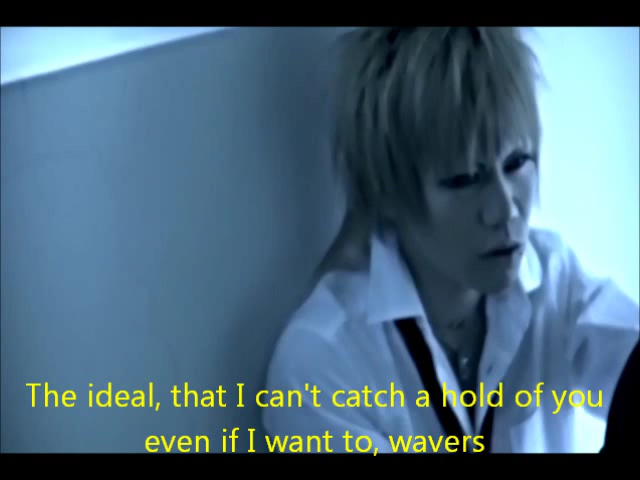 The ideal, that I can't catch a hold of you
even if I want to, wavers